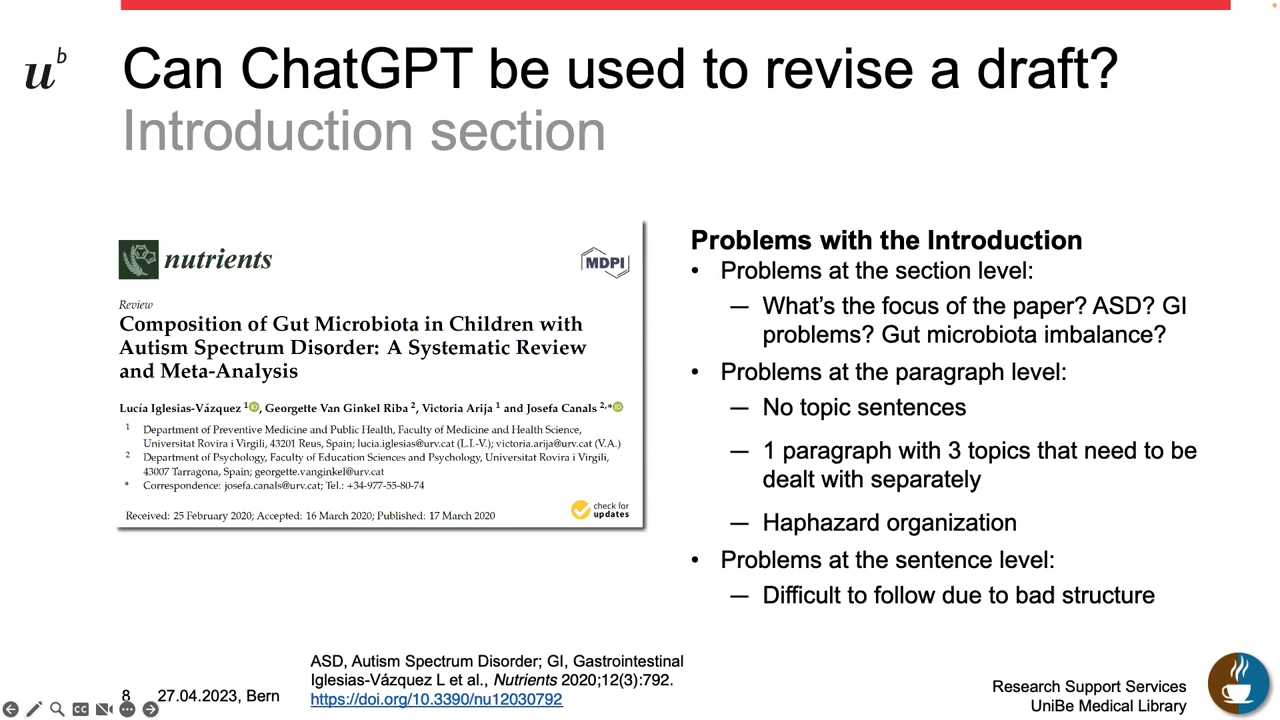 u^b
Can ChatGPT be used to revise a draft?
Introduction section
nutrients
MDPI
Review
Composition of Gut Microbiota in Children with
Autism Spectrum Disorder: A Systematic Review
and Meta-Analysis
Lucía Iglesias-Vázquez 1, Georgette Van Ginkel Riba 2, Victoria Arija 1 and Josefa Canals 2,*
1 Department of Preventive Medicine and Public Health, Faculty of Medicine and Health Science,
Universitat Rovira i Virgili, 43201 Reus, Spain; lucia.iglesias@urv.cat (L.I.-V.); victoria.arija@urv.cat (V.A.)
2 Department of Psychology, Faculty of Education Sciences and Psychology, Universitat Rovira i Virgili,
43007 Tarragona, Spain; georgette.vanginkel@urv.cat
* Correspondence: josefa.canals@urv.cat; Tel.: +34-977-55-80-74
Received: 25 February 2020; Accepted: 16 March 2020; Published: 17 March 2020
check for
updates
Problems with the Introduction
• Problems at the section level:
— What's the focus of the paper? ASD? GI
problems? Gut microbiota imbalance?
• Problems at the paragraph level:
— No topic sentences
— 1 paragraph with 3 topics that need to be
dealt with separately
— Haphazard organization
• Problems at the sentence level:
— Difficult to follow due to bad structure
ASD, Autism Spectrum Disorder; GI, Gastrointestinal
Iglesias-Vázquez L et al., Nutrients 2020;12(3):792.
https://doi.org/10.3390/nu12030792
8 27.04.2023, Bern
CC
Research Support Services
UniBe Medical Library